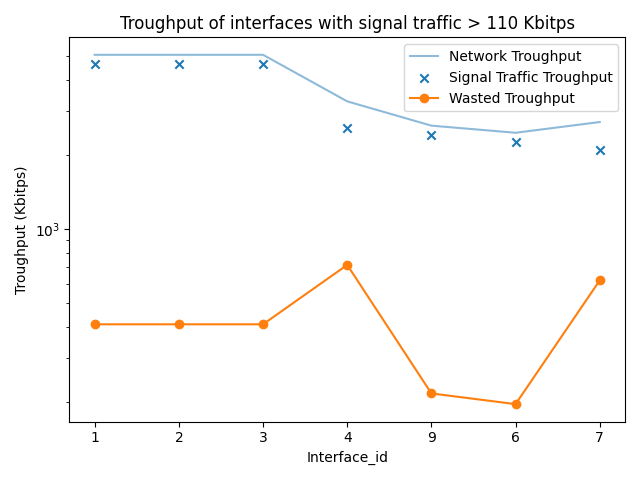 Troughput of interfaces with signal traffic > 110 Kbitps
Network Troughput
Signal Traffic Troughput
Wasted Troughput
Troughput (Kbitps)
10³
1 2 3 4 9 6 7
Interface_id